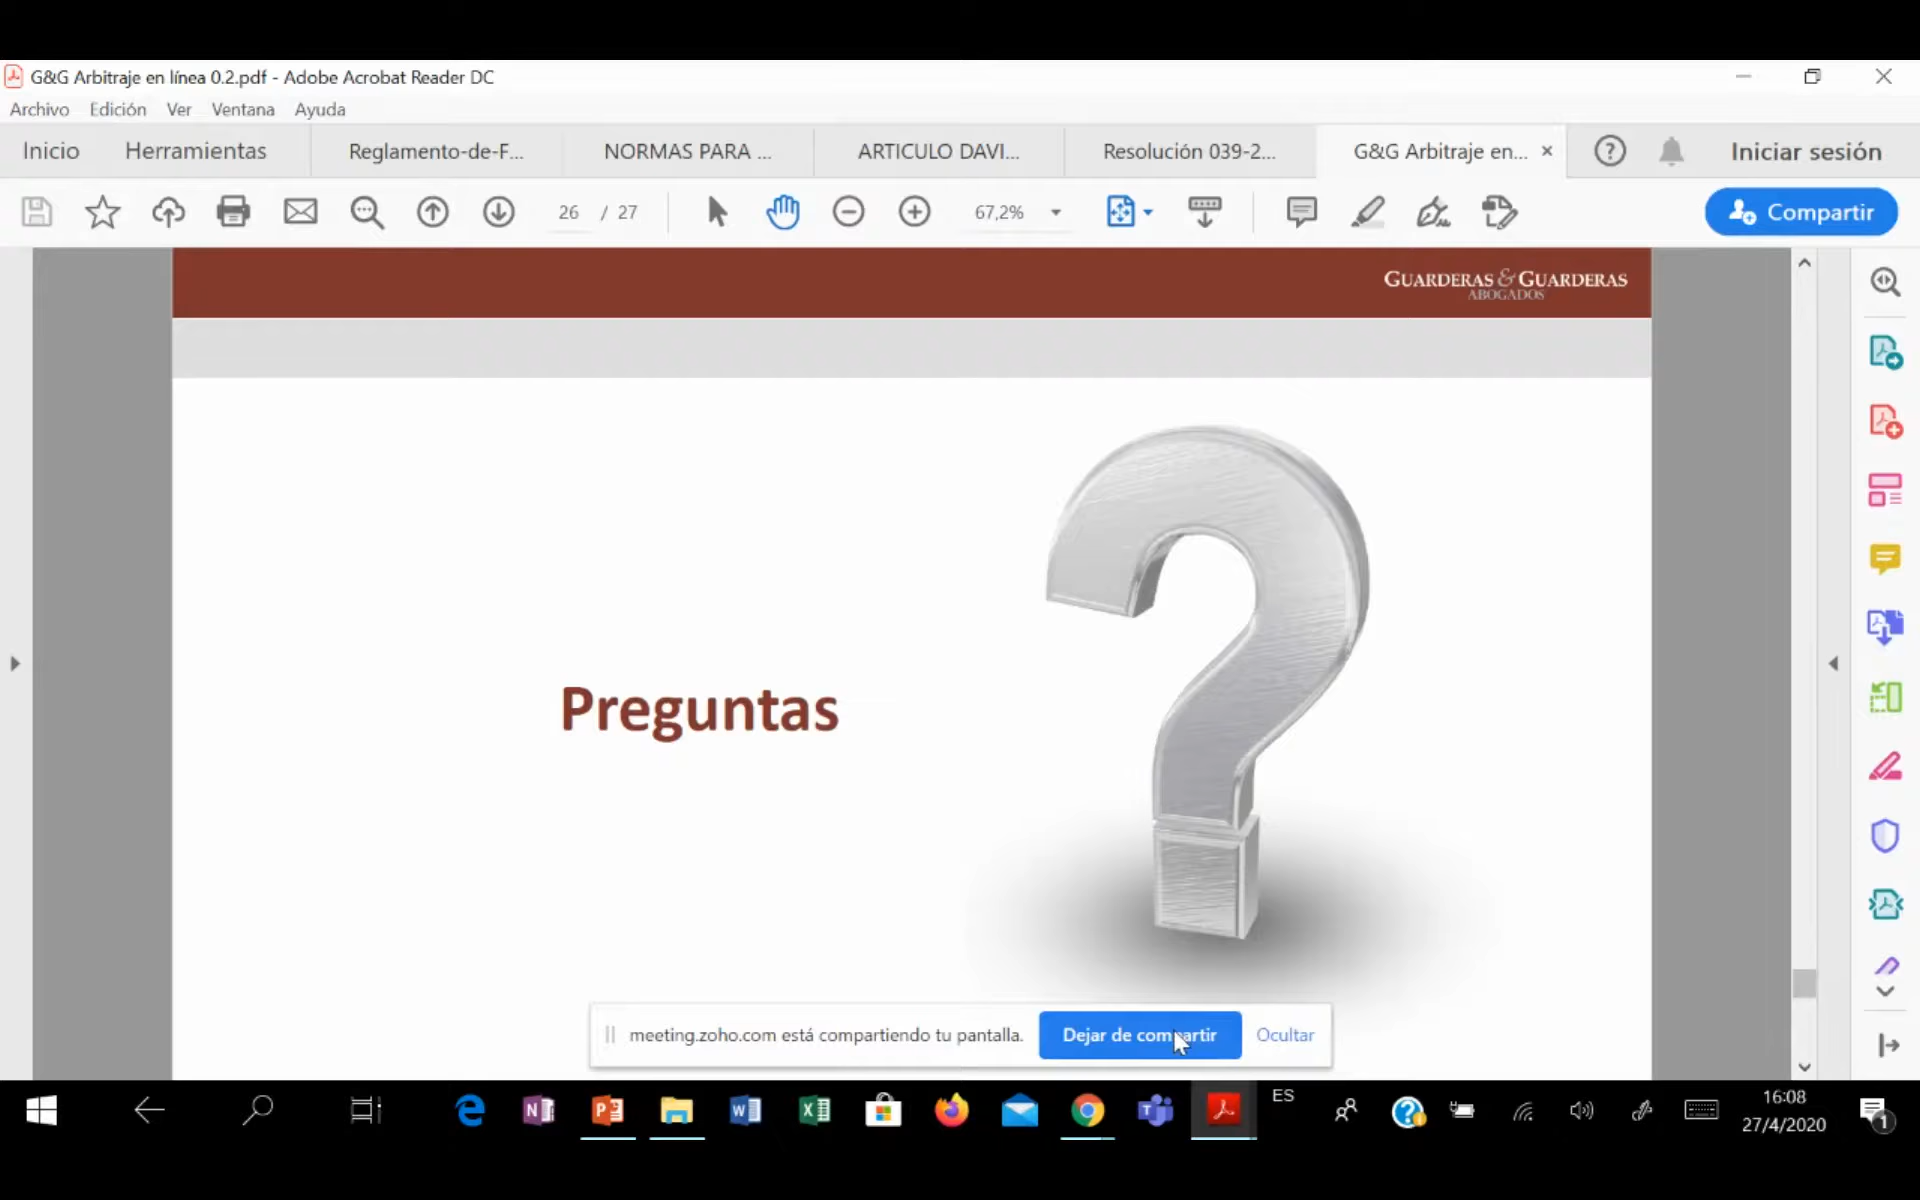 G&G Arbitraje en línea 0.2.pdf - Adobe Acrobat Reader DC
Archivo Edición Ver Ventana Ayuda
Inicio Herramientas Reglamento-de-F... NORMAS PARA ... ARTICULO DAVI... Resolución 039-2... G&G Arbitraje en... Iniciar sesión
26 / 27 67,2% Compartir
GUARDERAS & GUARDERAS
ABOGADOS
Preguntas
meeting.zoho.com está compartiendo tu pantalla. Dejar de compartir Ocultar
ES
16:08
27/4/2020
1